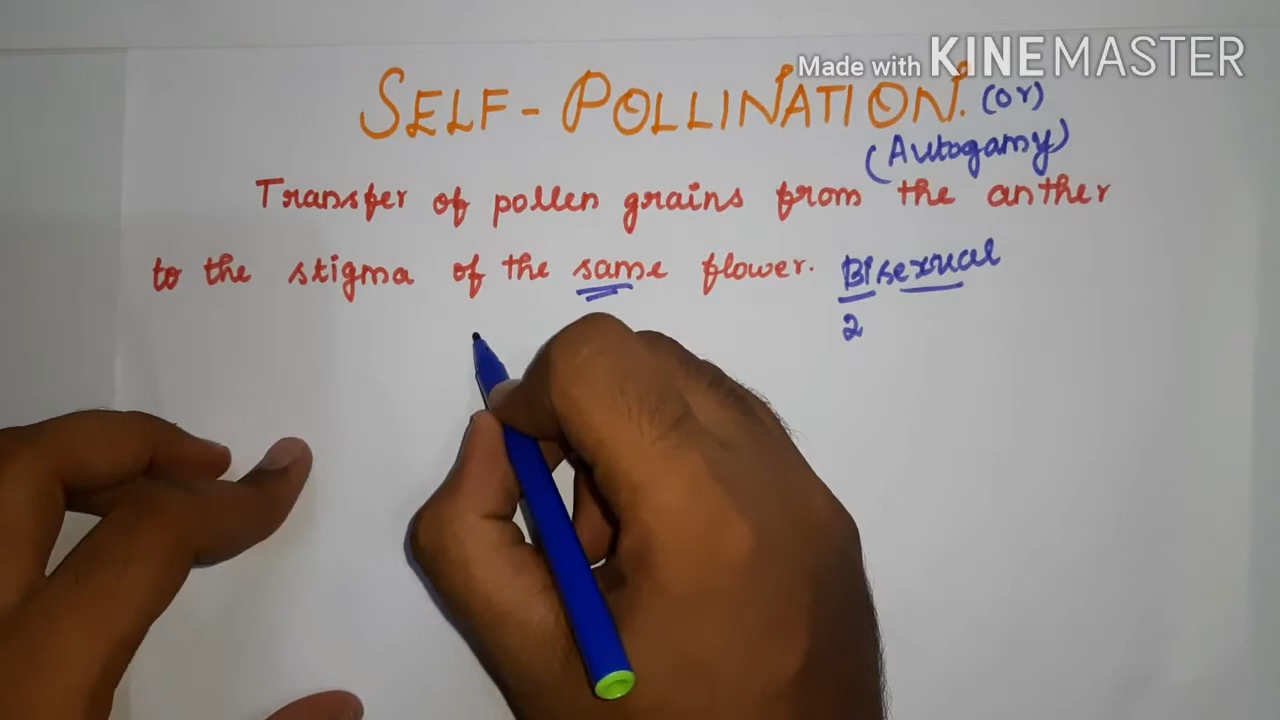 Made with KINEMASTER
SELF-POLLINATION. (or)
(Autogamy)
Transfer of pollen grains from the anther
to the stigma of the same flower. Bisexual
2